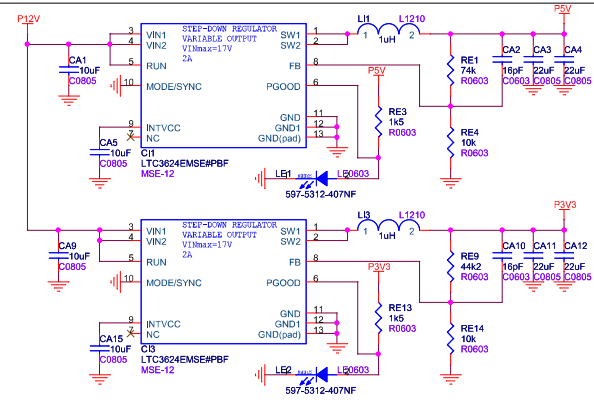 P12V
P5V
STEP-DOWN REGULATOR
VARIABLE OUTPUT
VINmax=17V
2A
3 VIN1
4 VIN2
5 RUN
10 MODE/SYNC
9 INTVCC
7 NC
SW1 1
SW2 2
FB 8
PGOOD 6
GND 11
GND1 12
GND(pad) 13
CI1
LTC3624EMSE#PBF
MSE-12
CA1
10uF
C0805
CA5
10uF
C0805
LI1
L1210
1 2
1uH
P5V
RE3
1k5
R0603
RE1
74k
R0603
RE4
10k
R0603
CA2
16pF
C0603
CA3
22uF
C0805
CA4
22uF
C0805
LE1
LE0603
597-5312-407NF
P3V3
STEP-DOWN REGULATOR
VARIABLE OUTPUT
VINmax=17V
2A
3 VIN1
4 VIN2
5 RUN
10 MODE/SYNC
9 INTVCC
7 NC
SW1 1
SW2 2
FB 8
PGOOD 6
GND 11
GND1 12
GND(pad) 13
CI3
LTC3624EMSE#PBF
MSE-12
CA9
10uF
C0805
CA15
10uF
C0805
LI3
L1210
1 2
1uH
P3V3
RE13
1k5
R0603
RE9
44k2
R0603
RE14
10k
R0603
CA10
16pF
C0603
CA11
22uF
C0805
CA12
22uF
C0805
LE2
LE0603
597-5312-407NF